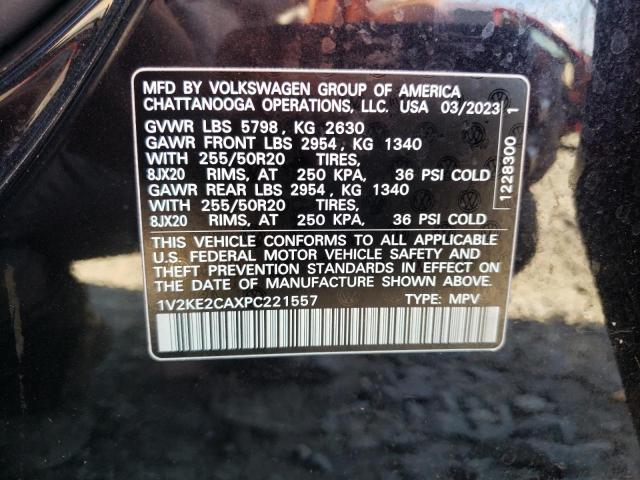 MFD BY VOLKSWAGEN GROUP OF AMERICA
CHATTANOOGA OPERATIONS, LLC. USA 03/2023
GVWR LBS 5798, KG 2630
GAWR FRONT LBS 2954, KG 1340
WITH 255/50R20 TIRES,
8JX20 RIMS, AT 250 KPA, 36 PSI COLD
GAWR REAR LBS 2954, KG 1340
WITH 255/50R20 TIRES,
8JX20 RIMS, AT 250 KPA, 36 PSI COLD
THIS VEHICLE CONFORMS TO ALL APPLICABLE
U.S. FEDERAL MOTOR VEHICLE SAFETY AND
THEFT PREVENTION STANDARDS IN EFFECT ON
THE DATE OF MANUFACTURE SHOWN ABOVE.
1V2KE2CAXPC221557 TYPE: MPV
1228300 1